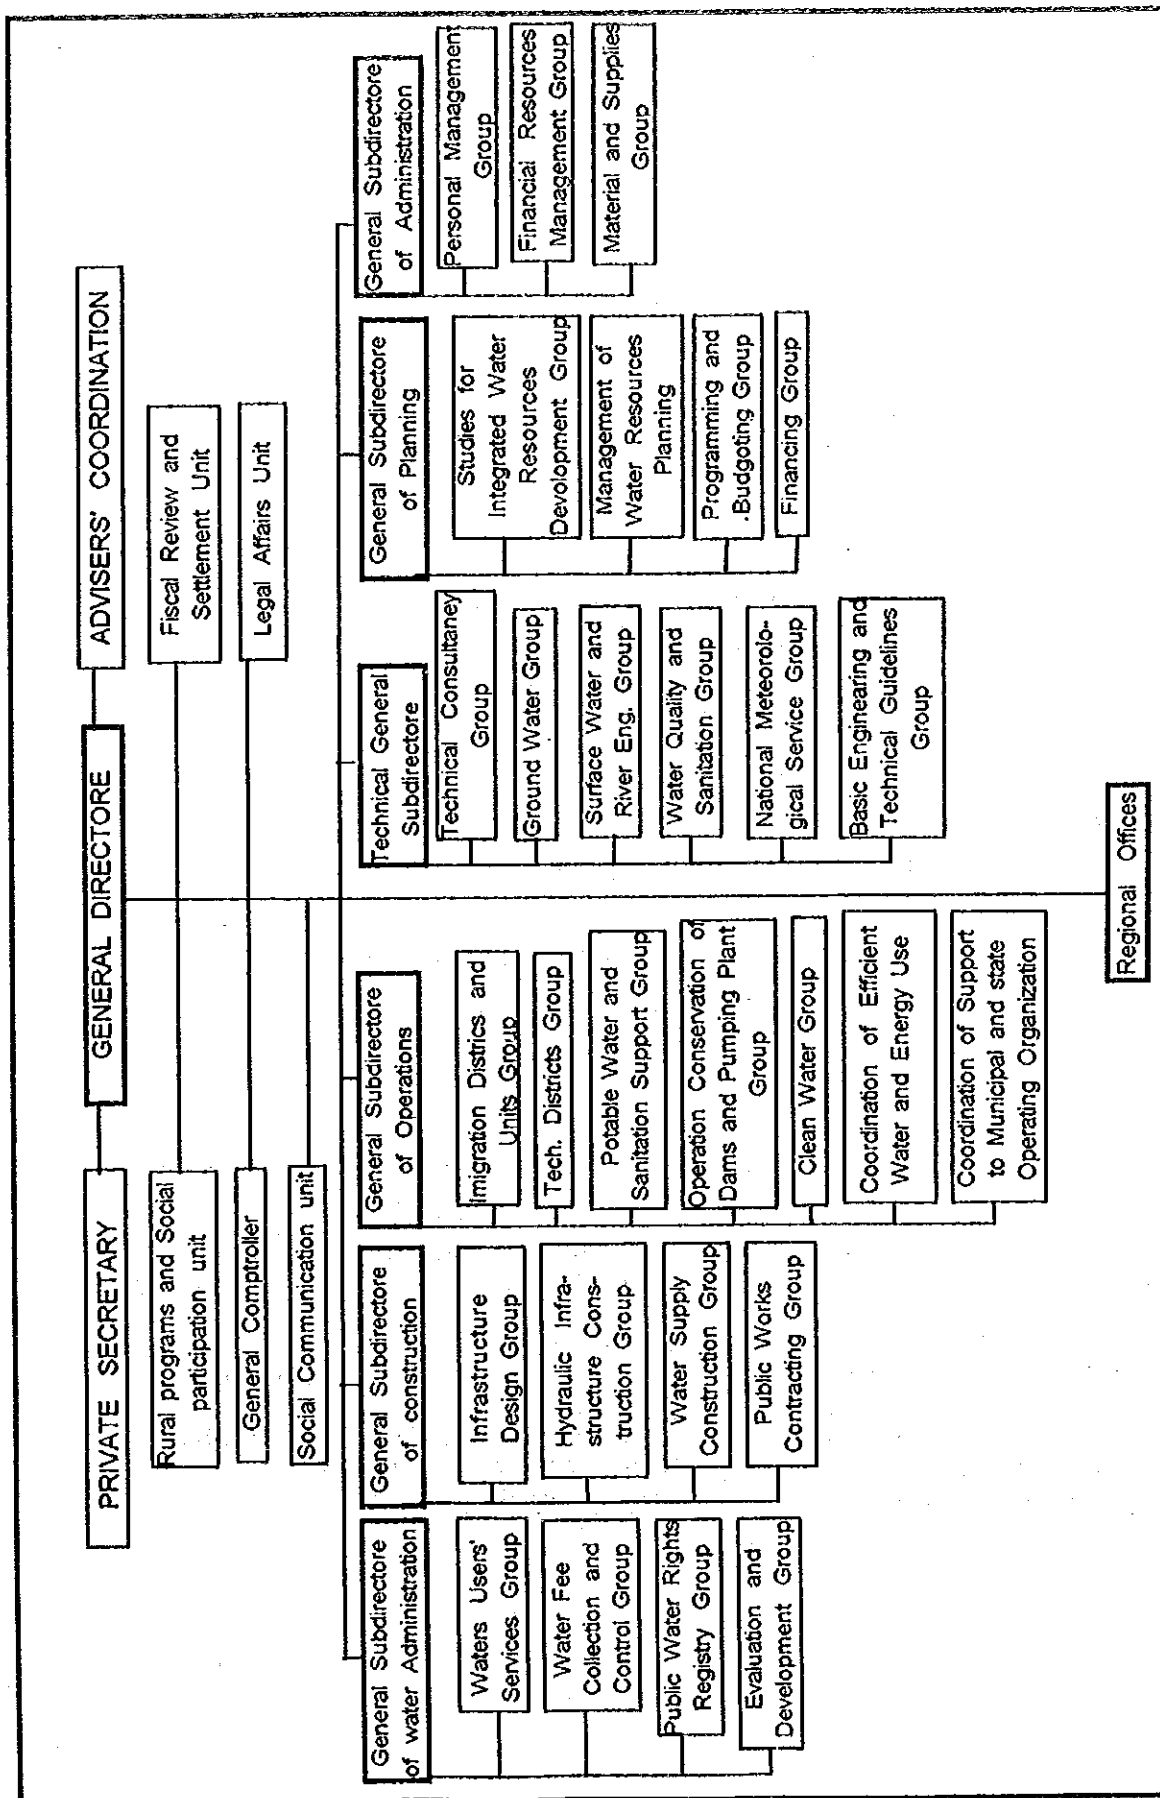 PRIVATE SECRETARY
GENERAL DIRECTORE
ADVISERS' COORDINATION
Rural programs and Social
participation unit
Fiscal Review and
Settlement Unit
General Comptroller
Legal Affairs Unit
Social Communication unit
General Subdirectore
of water Administration
Waters Users'
Services Group
Water Fee
Collection and
Control Group
Public Water Rights
Registry Group
Evaluation and
Development Group
General Subdirectore
of construction
Infrastructure
Design Group
Hydraulic Infra-
structure Cons-
truction Group
Water Supply
Construction Group
Public Works
Contracting Group
General Subdirectore
of Operations
Imigration Districs and
Units Group
Tech. Districts Group
Potable Water and
Sanitation Support Group
Operation Conservation of
Dams and Pumping Plant
Group
Clean Water Group
Coordination of Efficient
Water and Energy Use
Coordination of Support
to Municipal and state
Operating Organization
Technical General
Subdirectore
Technical Consultaney
Group
Ground Water Group
Surface Water and
River Eng. Group
Water Quality and
Sanitation Group
National Meteorolo-
gical Service Group
Basic Engineering and
Technical Guidelines
Group
General Subdirectore
of Planning
Studies for
Integrated Water
Resources
Devolopment Group
Management of
Water Resources
Planning
Programming and
.Budgoting Group
Financing Group
General Subdirectore
of Administration
Personal Management
Group
Financial Resources
Management Group
Material and Supplies
Group
Regional Offices